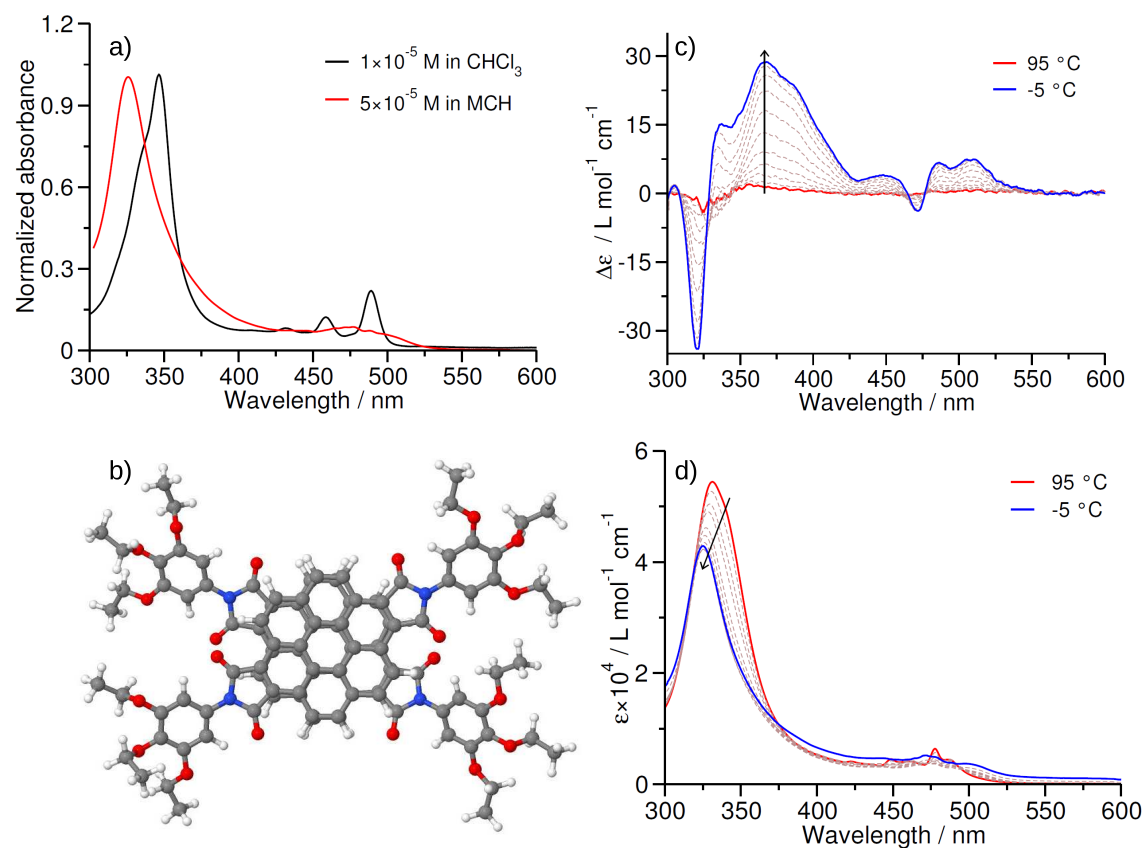 a)
1.2
0.9
0.6
0.3
0
Normalized absorbance
1×10⁻⁵ M in CHCl₃
5×10⁻⁵ M in MCH
300 350 400 450 500 550 600
Wavelength / nm
c)
30
15
0
-15
-30
Δε / L mol⁻¹ cm⁻¹
95 °C
-5 °C
300 350 400 450 500 550 600
Wavelength / nm
b)
d)
6
4
2
0
ε×10⁴ / L mol⁻¹ cm⁻¹
95 °C
-5 °C
300 350 400 450 500 550 600
Wavelength / nm